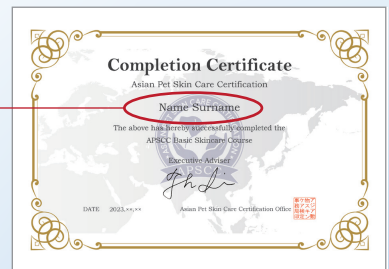 Completion Certificate
Asian Pet Skin Care Certification
Name Surname
The above has hereby successfully completed the
APSCC Basic Skincare Course
Executive Adviser
DATE 2023.××.×× Asian Pet Skin Care Certification Office